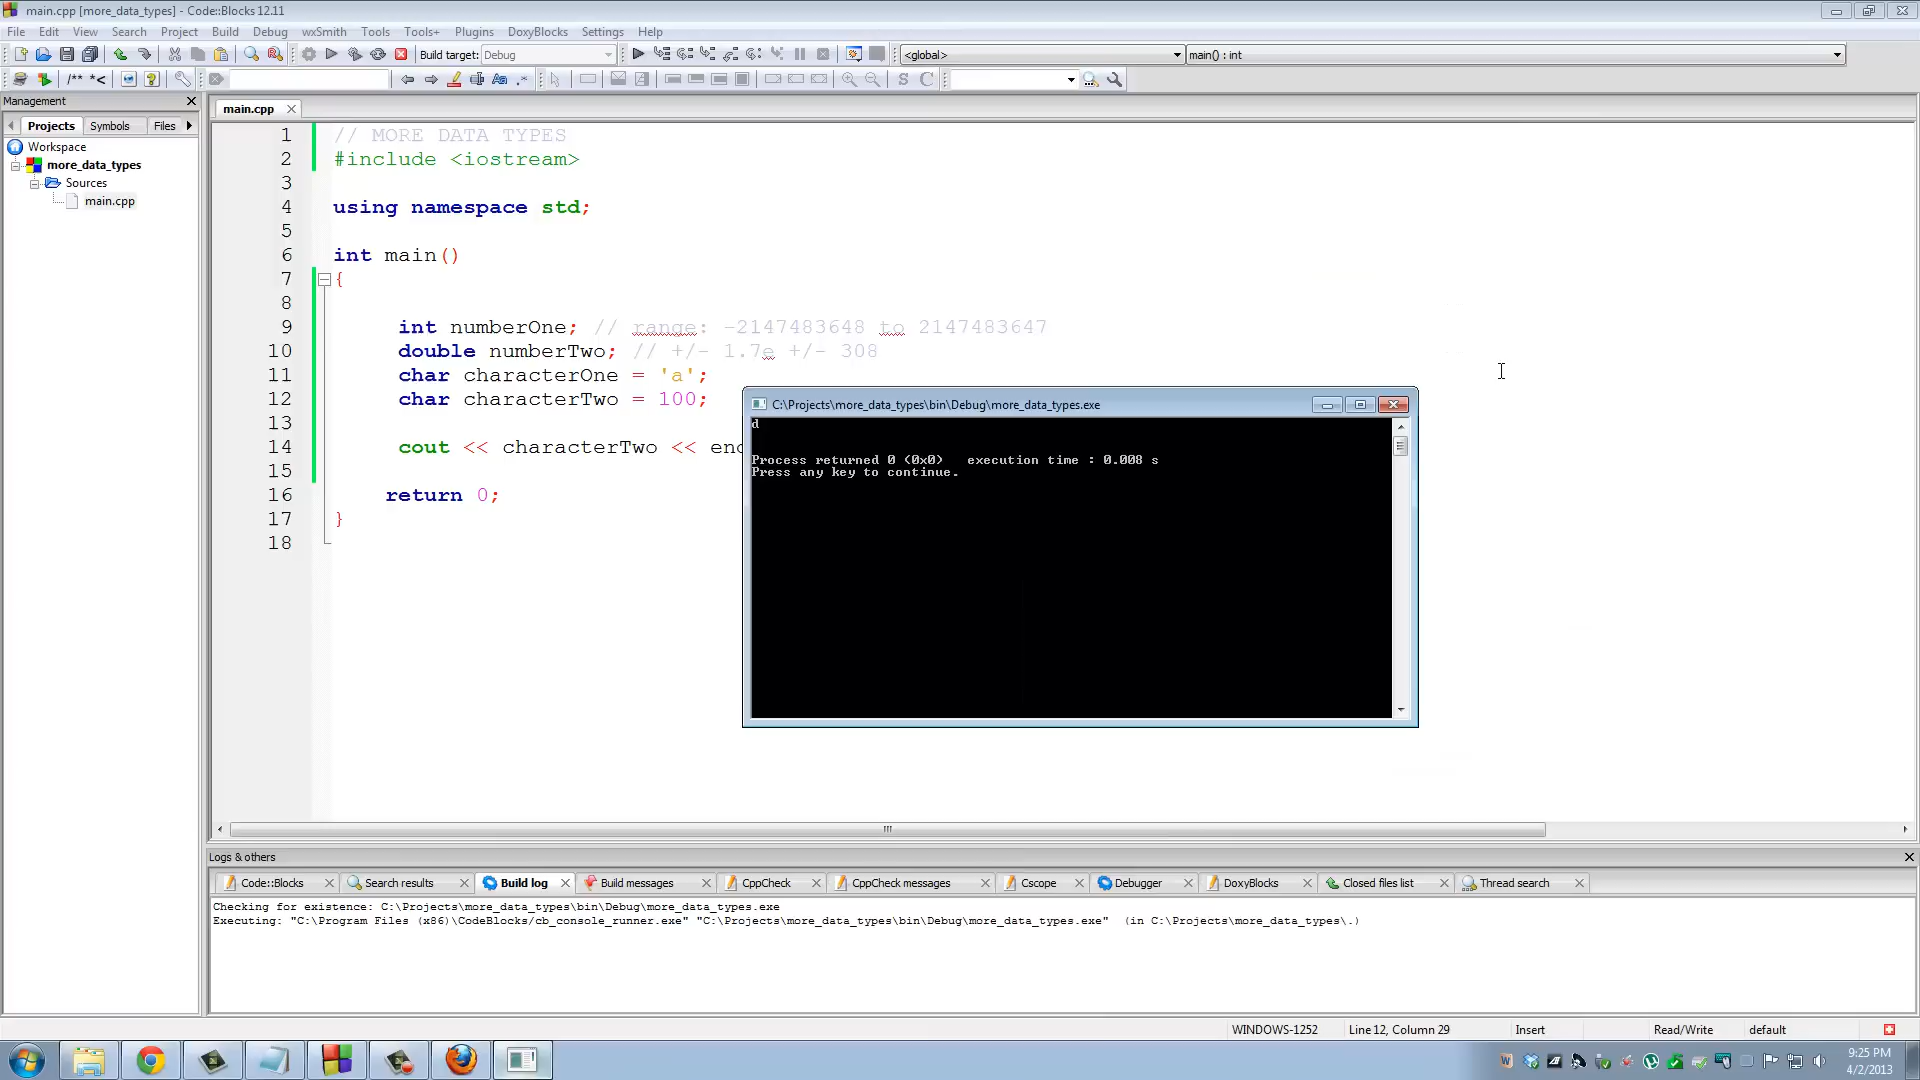 main.cpp [more_data_types] - Code::Blocks 12.11
File Edit View Search Project Build Debug wxSmith Tools Tools+ Plugins DoxyBlocks Settings Help
Build target: Debug <global> main() : int
/** *< Aa .* S C
Management
Projects Symbols Files
Workspace
more_data_types
Sources
main.cpp
main.cpp
1 // MORE DATA TYPES
2 #include <iostream>
3
4 using namespace std;
5
6 int main()
7 {
8
9 int numberOne; // range: -2147483648 to 2147483647
10 double numberTwo; // +/- 1.7e +/- 308
11 char characterOne = 'a';
12 char characterTwo = 100;
13
14 cout << characterTwo << end
15
16 return 0;
17 }
18
C:\Projects\more_data_types\bin\Debug\more_data_types.exe
d
Process returned 0 (0x0) execution time : 0.008 s
Press any key to continue.
Logs & others
Code::Blocks Search results Build log Build messages CppCheck CppCheck messages Cscope Debugger DoxyBlocks Closed files list Thread search
Checking for existence: C:\Projects\more_data_types\bin\Debug\more_data_types.exe
Executing: "C:\Program Files (x86)\CodeBlocks/cb_console_runner.exe" "C:\Projects\more_data_types\bin\Debug\more_data_types.exe" (in C:\Projects\more_data_types\.)
WINDOWS-1252 Line 12, Column 29 Insert Read/Write default
9:25 PM
4/2/2013